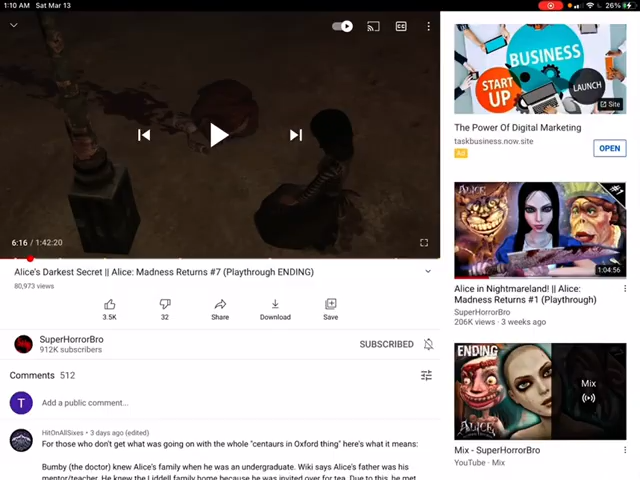 1:10 AM Sat Mar 13
26%
CC
6:16 / 1:42:20
Alice's Darkest Secret || Alice: Madness Returns #7 (Playthrough ENDING)
80,973 views
3.5K 32 Share Download Save
SuperHorrorBro
912K subscribers
SUBSCRIBED
Comments 512
T Add a public comment...
HitOnAllSixes • 3 days ago (edited)
For those who don't get what was going on with the whole "centaurs in Oxford thing" here's what it means:
Bumby (the doctor) knew Alice's family when he was an undergraduate. Wiki says Alice's father was his
mentor/teacher. He knew the Liddell family home because he was invited over for tea. Due to this, he met
BUSINESS
START UP
LAUNCH
Site
The Power Of Digital Marketing
taskbusiness.now.site
Ad
OPEN
ALICE
1:04:56
Alice in Nightmareland! || Alice:
Madness Returns #1 (Playthrough)
SuperHorrorBro
206K views · 3 weeks ago
ENDING
ALICE
Mix
Mix - SuperHorrorBro
YouTube · Mix